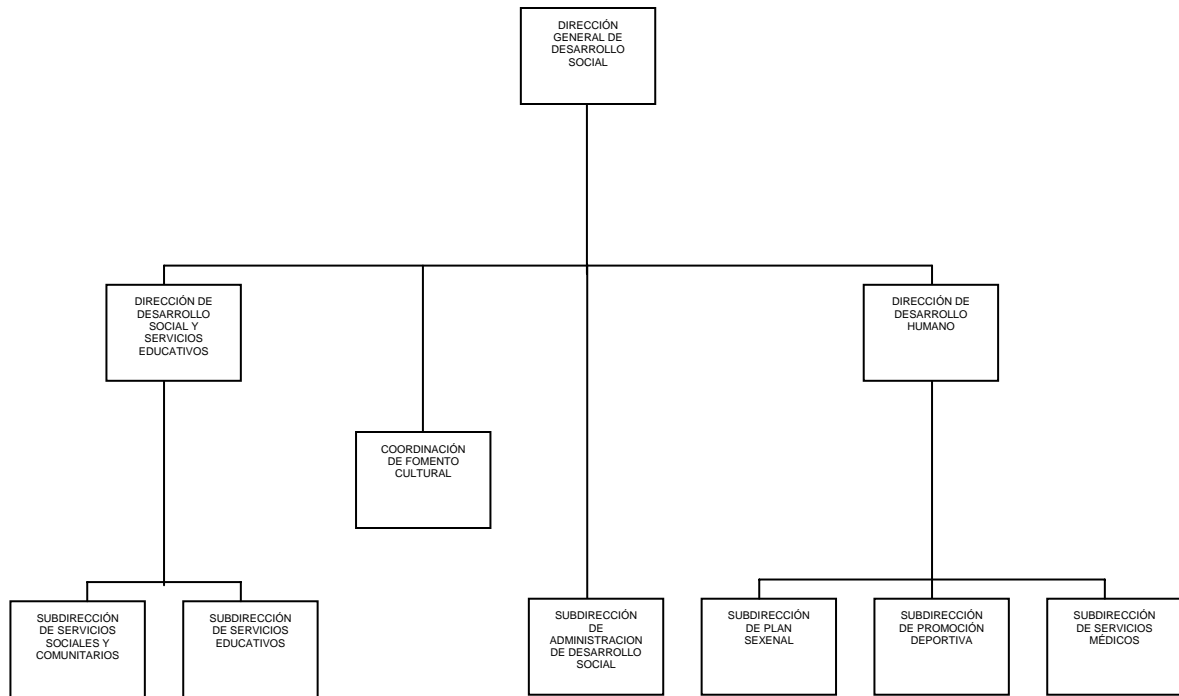 DIRECCIÓN
GENERAL DE
DESARROLLO
SOCIAL
DIRECCIÓN DE
DESARROLLO
SOCIAL Y
SERVICIOS
EDUCATIVOS
DIRECCIÓN DE
DESARROLLO
HUMANO
COORDINACIÓN
DE FOMENTO
CULTURAL
SUBDIRECCIÓN
DE SERVICIOS
SOCIALES Y
COMUNITARIOS
SUBDIRECCIÓN
DE SERVICIOS
EDUCATIVOS
SUBDIRECCIÓN
DE
ADMINISTRACION
DE DESARROLLO
SOCIAL
SUBDIRECCIÓN
DE PLAN
SEXENAL
SUBDIRECCIÓN
DE PROMOCIÓN
DEPORTIVA
SUBDIRECCIÓN
DE SERVICIOS
MÉDICOS